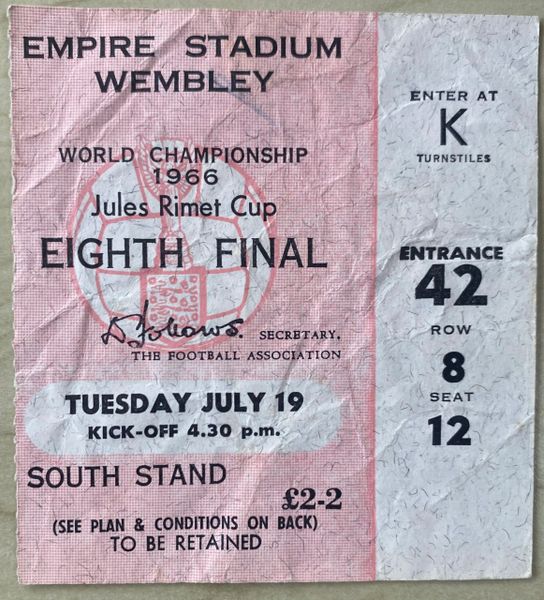 EMPIRE STADIUM
WEMBLEY
WORLD CHAMPIONSHIP
1966
Jules Rimet Cup
EIGHTH FINAL
D Follows. SECRETARY,
THE FOOTBALL ASSOCIATION
TUESDAY JULY 19
KICK-OFF 4.30 p.m.
SOUTH STAND
£2-2
(SEE PLAN & CONDITIONS ON BACK)
TO BE RETAINED
ENTER AT
K
TURNSTILES
ENTRANCE
42
ROW
8
SEAT
12